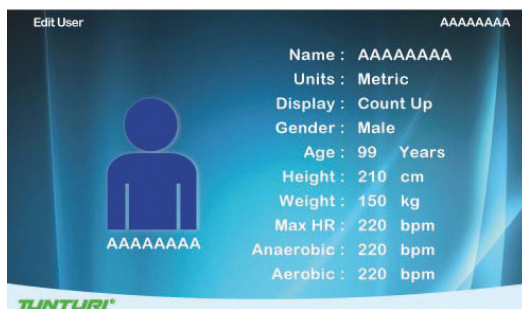 Edit User
AAAAAAAA
Name : AAAAAAAA
Units : Metric
Display : Count Up
Gender : Male
Age : 99 Years
Height : 210 cm
Weight : 150 kg
Max HR : 220 bpm
Anaerobic : 220 bpm
Aerobic : 220 bpm
AAAAAAAA
TUNTURI®